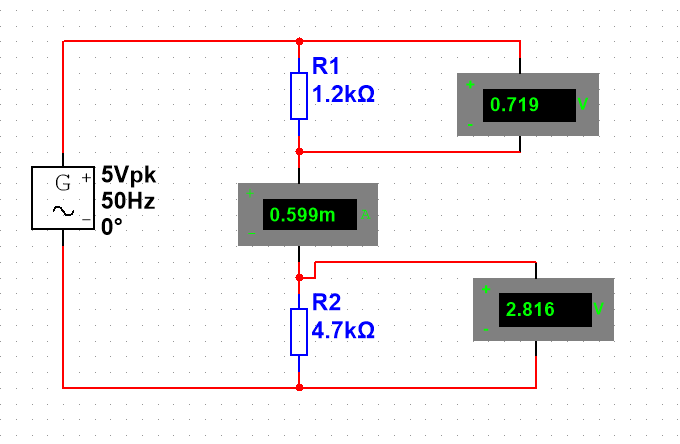 R1
1.2kΩ
+
0.719 V
-
G + 5Vpk
~ − 50Hz
0°
+
0.599m A
−
R2
4.7kΩ
+
2.816 V
-